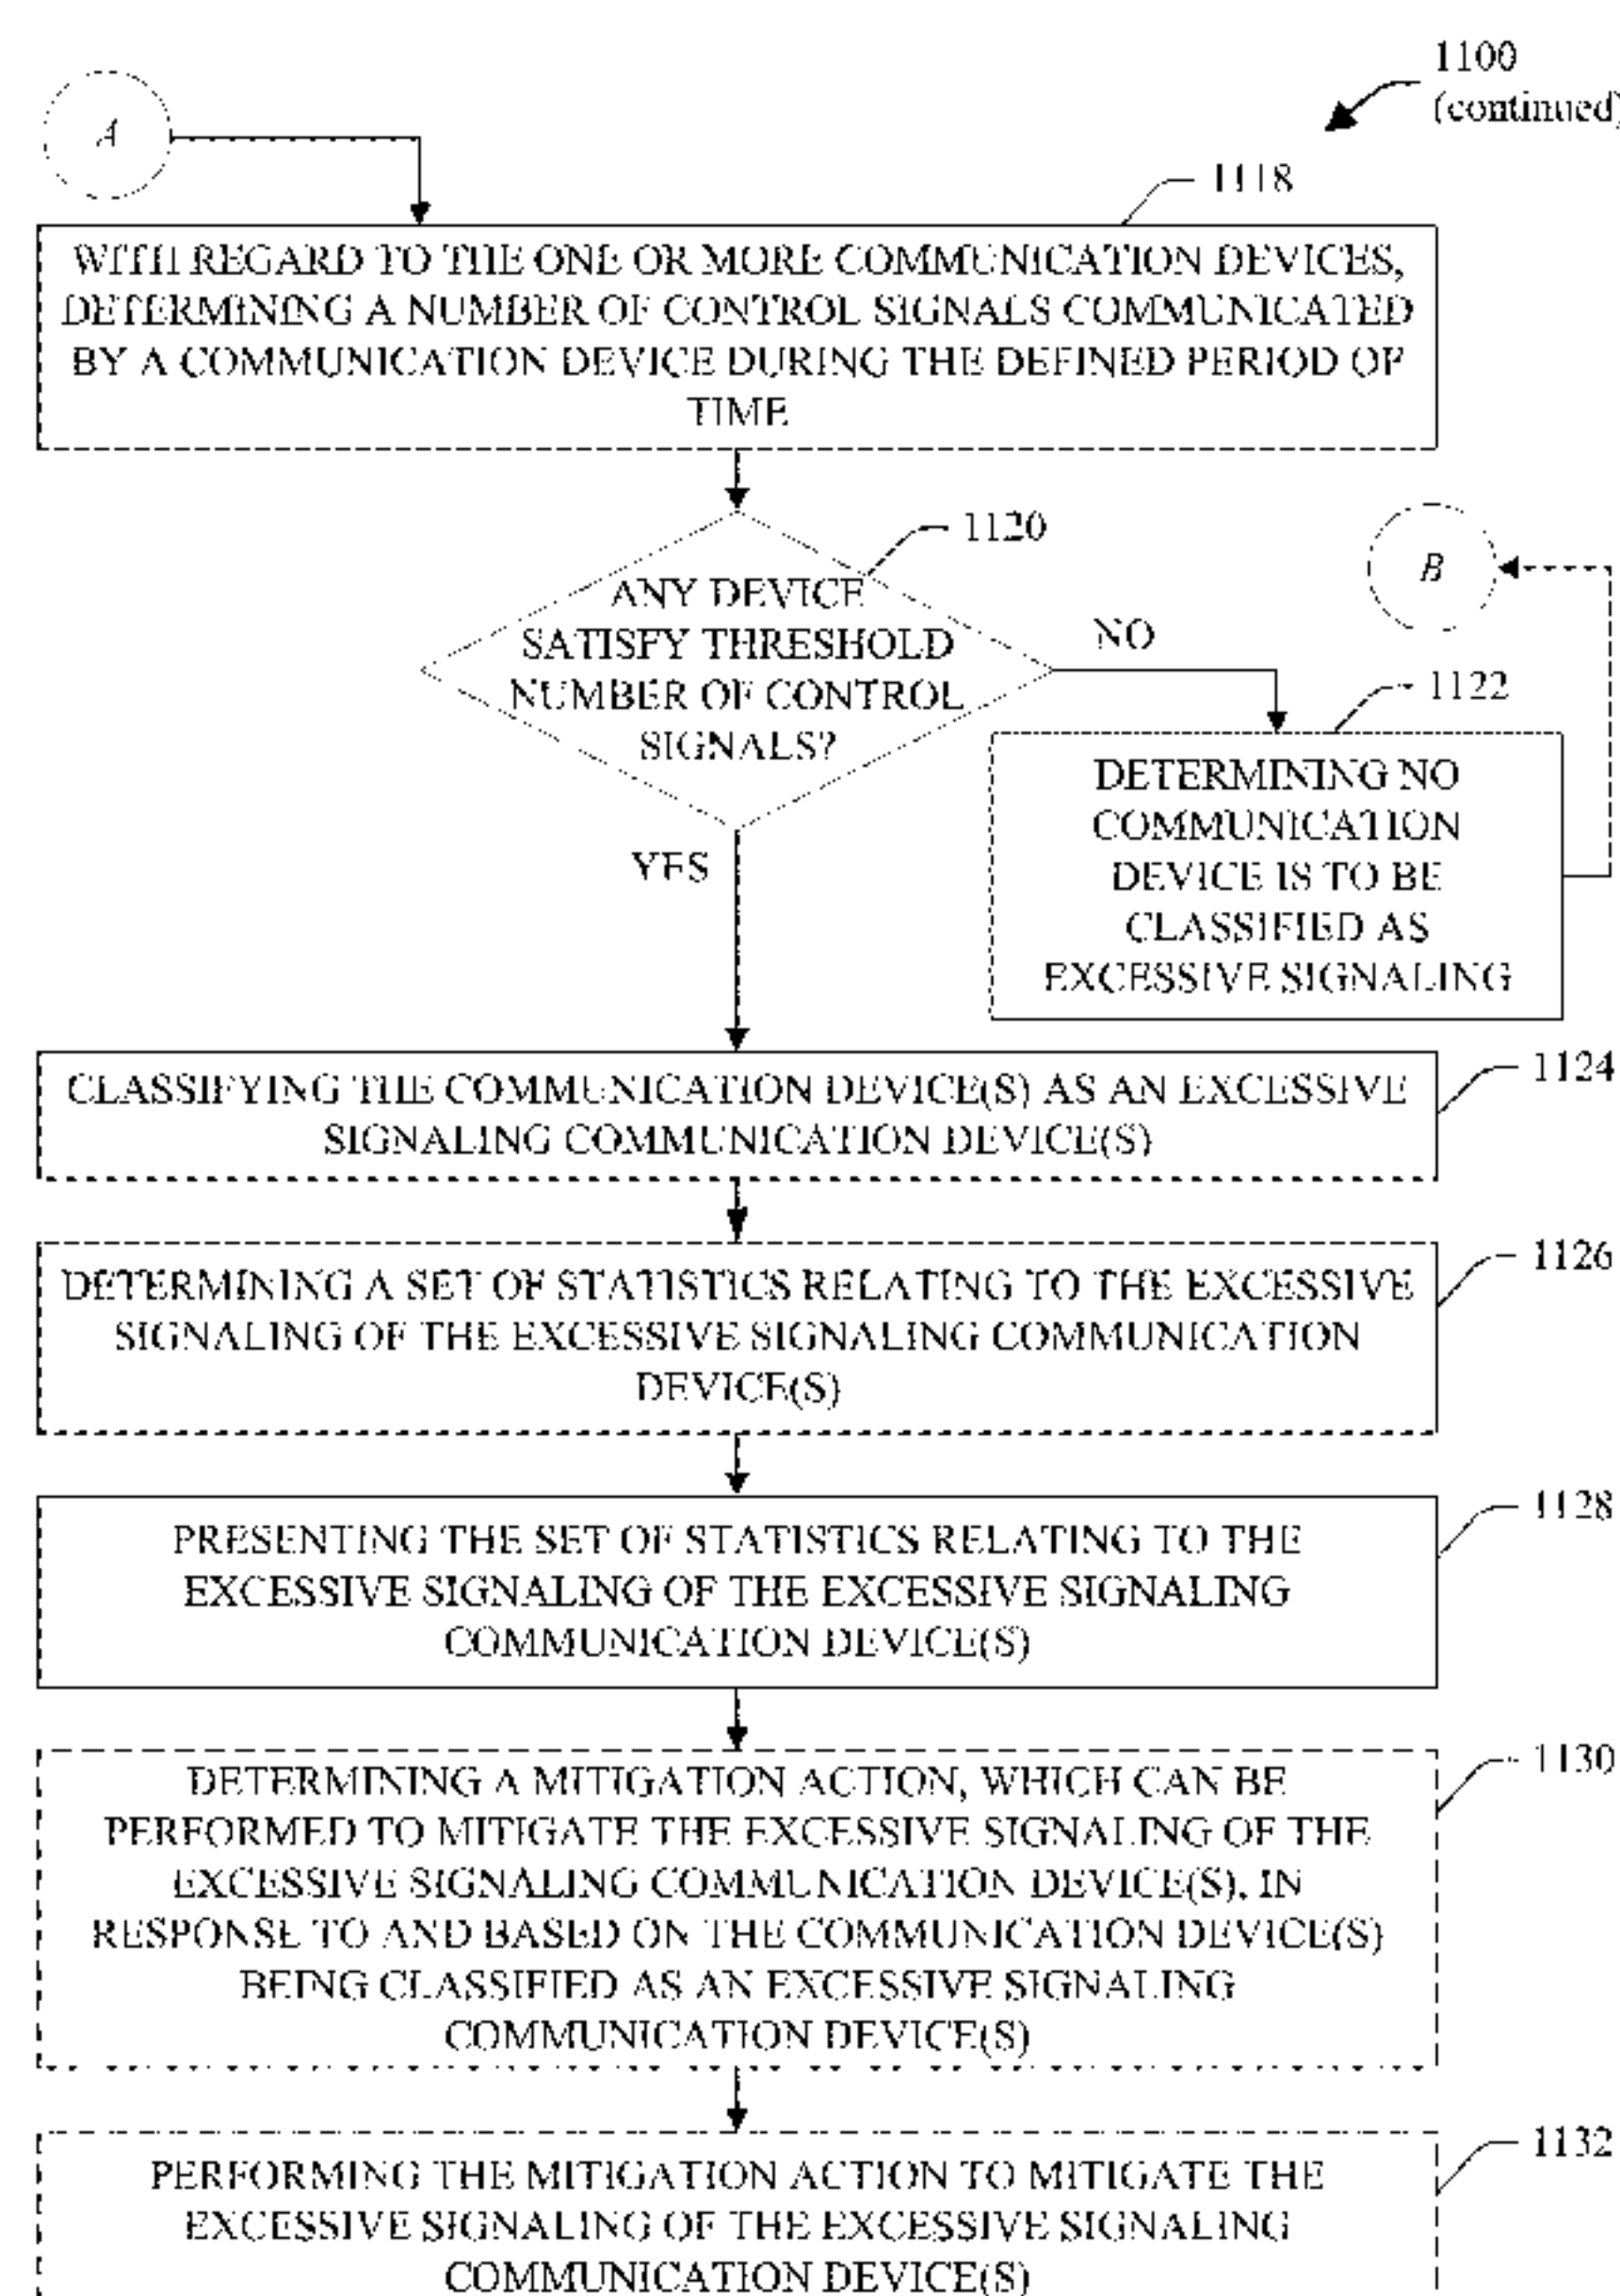 1100
(continued)
A
1118
WITH REGARD TO THE ONE OR MORE COMMUNICATION DEVICES,
DETERMINING A NUMBER OF CONTROL SIGNALS COMMUNICATED
BY A COMMUNICATION DEVICE DURING THE DEFINED PERIOD OF
TIME
1120
ANY DEVICE
SATISFY THRESHOLD
NUMBER OF CONTROL
SIGNALS?
B
NO
1122
DETERMINING NO
COMMUNICATION
DEVICE IS TO BE
CLASSIFIED AS
EXCESSIVE SIGNALING
YES
1124
CLASSIFYING THE COMMUNICATION DEVICE(S) AS AN EXCESSIVE
SIGNALING COMMUNICATION DEVICE(S)
1126
DETERMINING A SET OF STATISTICS RELATING TO THE EXCESSIVE
SIGNALING OF THE EXCESSIVE SIGNALING COMMUNICATION
DEVICE(S)
1128
PRESENTING THE SET OF STATISTICS RELATING TO THE
EXCESSIVE SIGNALING OF THE EXCESSIVE SIGNALING
COMMUNICATION DEVICE(S)
1130
DETERMINING A MITIGATION ACTION, WHICH CAN BE
PERFORMED TO MITIGATE THE EXCESSIVE SIGNALING OF THE
EXCESSIVE SIGNALING COMMUNICATION DEVICE(S), IN
RESPONSE TO AND BASED ON THE COMMUNICATION DEVICE(S)
BEING CLASSIFIED AS AN EXCESSIVE SIGNALING
COMMUNICATION DEVICE(S)
1132
PERFORMING THE MITIGATION ACTION TO MITIGATE THE
EXCESSIVE SIGNALING OF THE EXCESSIVE SIGNALING
COMMUNICATION DEVICE(S)